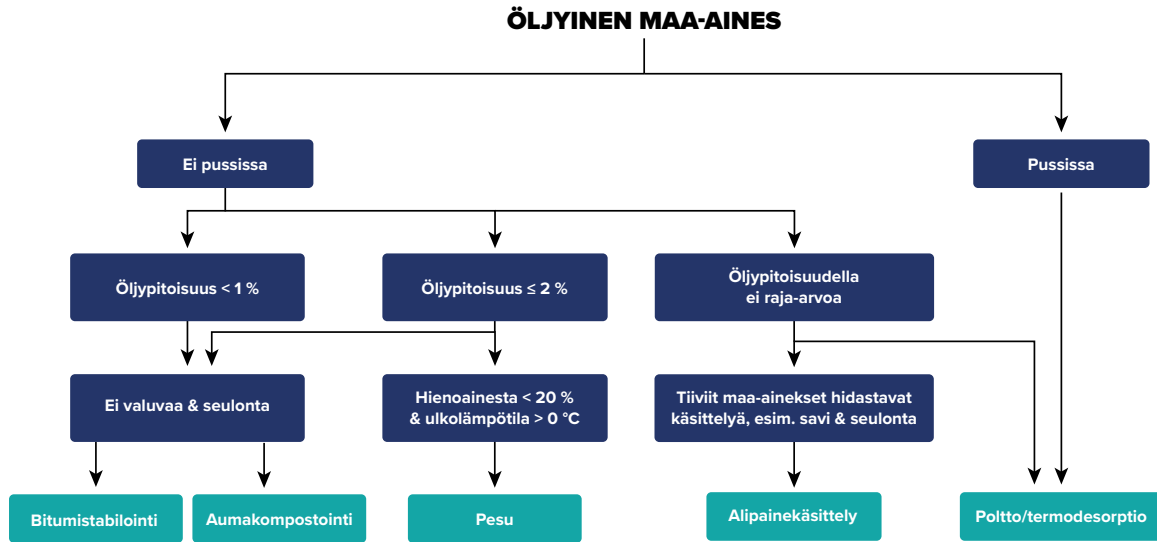 ÖLJYINEN MAA-AINES
Ei pussissa
Pussissa
Öljypitoisuus < 1 %
Öljypitoisuus ≤ 2 %
Öljypitoisuudella
ei raja-arvoa
Ei valuvaa & seulonta
Hienoainesta < 20 %
& ulkolämpötila > 0 °C
Tiiviit maa-ainekset hidastavat
käsittelyä, esim. savi & seulonta
Bitumistabilointi
Aumakompostointi
Pesu
Alipainekäsittely
Poltto/termodesorptio